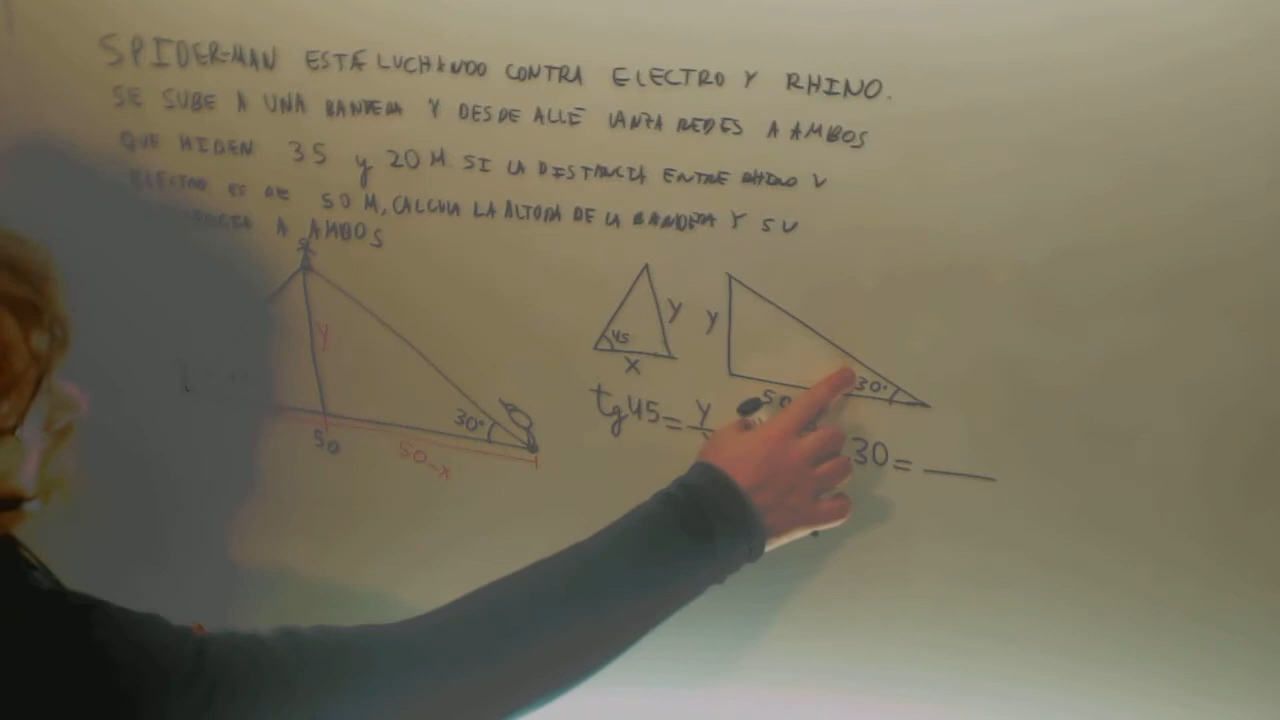 SPIDER-MAN ESTÁ LUCHANDO CONTRA ELECTRO Y RHINO.
SE SUBE A UNA BANDERA Y DESDE ALLÍ LANZA REDES A AMBOS
QUE MIDEN 35 y 20 M. SI LA DISTANCIA ENTRE RHINO Y
ELECTRO ES DE 50 M, CALCULA LA ALTURA DE LA BANDERA Y SU
A AMBOS
y
30°
50
50-x
45
y
x
y
30°
50
tg45= y
30=